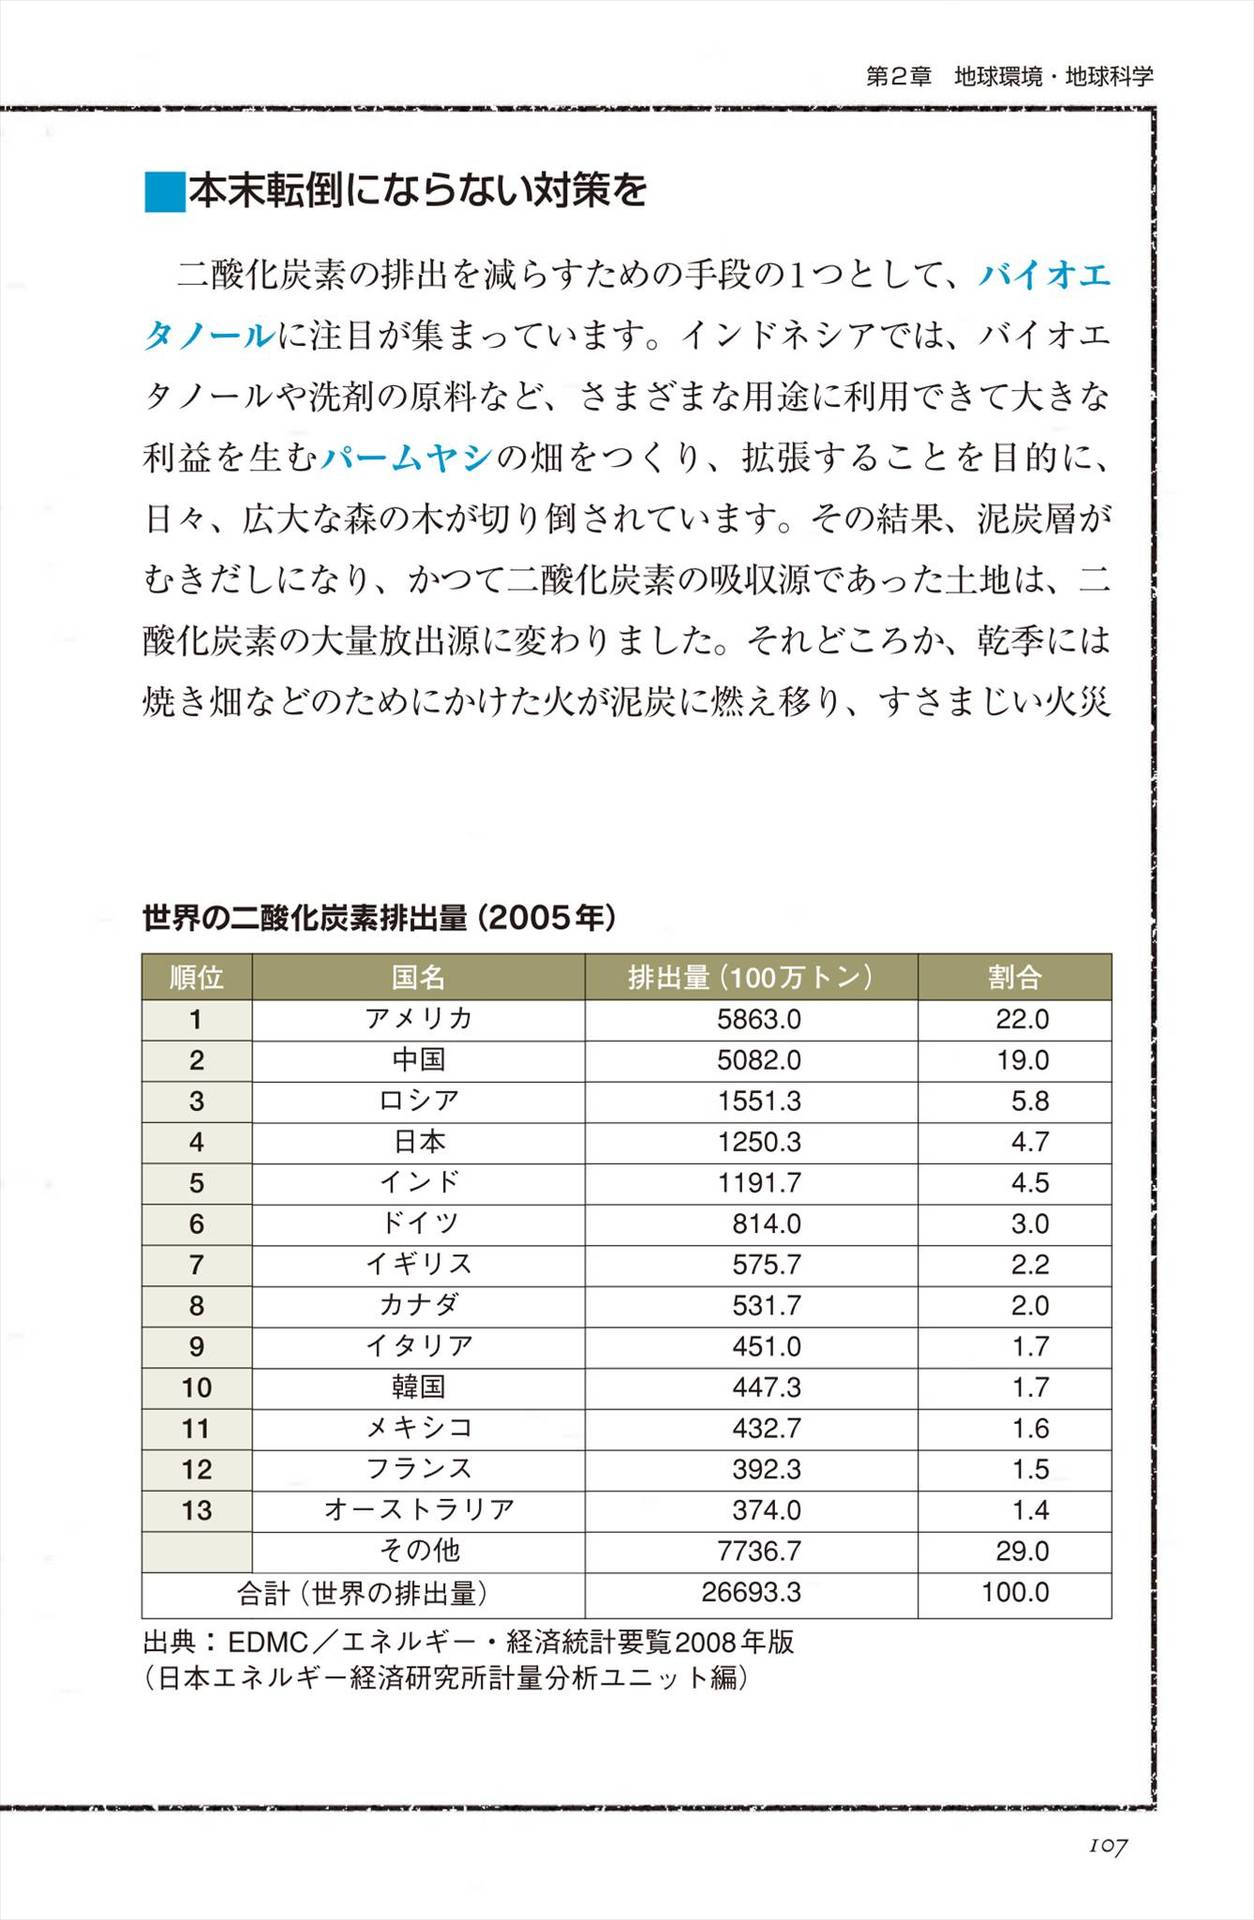 第2章　地球環境・地球科学
■本末転倒にならない対策を
二酸化炭素の排出を減らすための手段の1つとして、バイオエ
タノールに注目が集まっています。インドネシアでは、バイオエ
タノールや洗剤の原料など、さまざまな用途に利用できて大きな
利益を生むパームヤシの畑をつくり、拡張することを目的に、
日々、広大な森の木が切り倒されています。その結果、泥炭層が
むきだしになり、かつて二酸化炭素の吸収源であった土地は、二
酸化炭素の大量放出源に変わりました。それどころか、乾季には
焼き畑などのためにかけた火が泥炭に燃え移り、すさまじい火災
世界の二酸化炭素排出量（2005年）
順位 国名 排出量（100万トン） 割合
1 アメリカ 5863.0 22.0
2 中国 5082.0 19.0
3 ロシア 1551.3 5.8
4 日本 1250.3 4.7
5 インド 1191.7 4.5
6 ドイツ 814.0 3.0
7 イギリス 575.7 2.2
8 カナダ 531.7 2.0
9 イタリア 451.0 1.7
10 韓国 447.3 1.7
11 メキシコ 432.7 1.6
12 フランス 392.3 1.5
13 オーストラリア 374.0 1.4
その他 7736.7 29.0
合計（世界の排出量） 26693.3 100.0
出典：EDMC／エネルギー・経済統計要覧2008年版
（日本エネルギー経済研究所計量分析ユニット編）
107